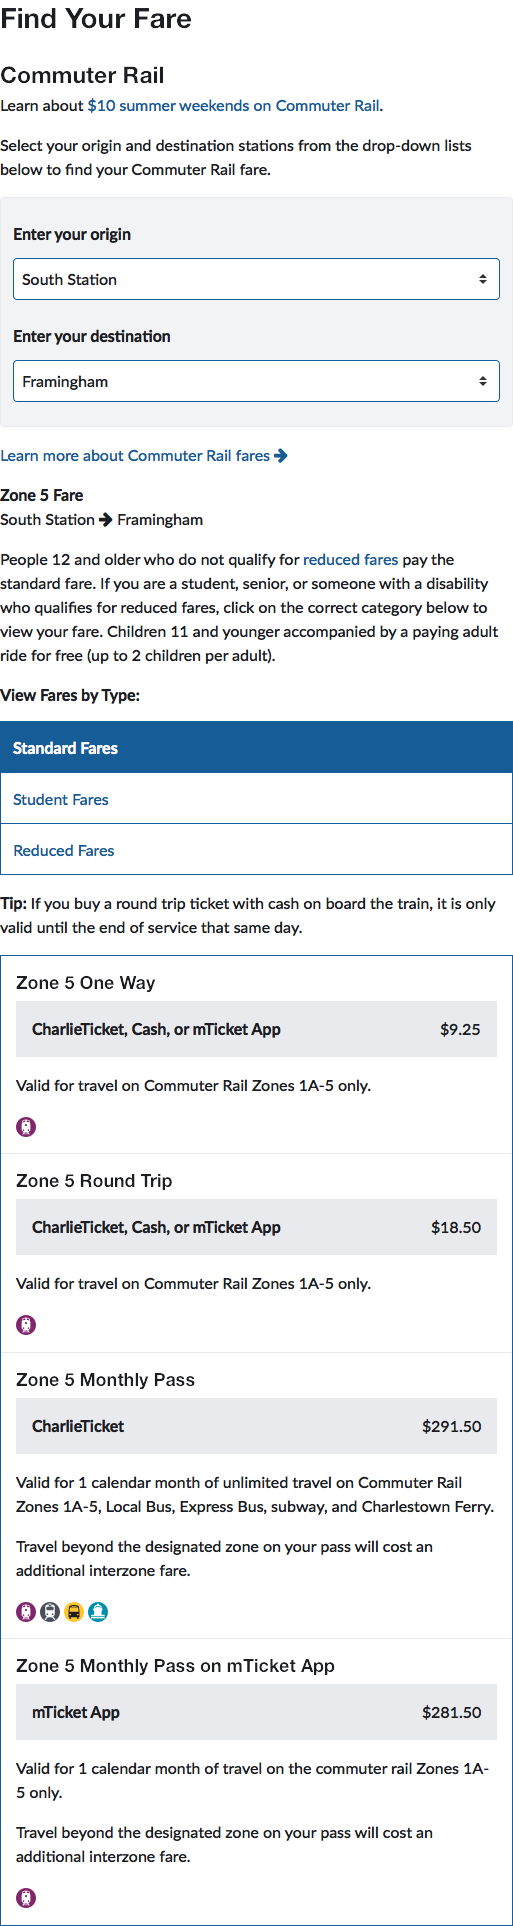 Find Your Fare
Commuter Rail
Learn about $10 summer weekends on Commuter Rail.
Select your origin and destination stations from the drop-down lists
below to find your Commuter Rail fare.
Enter your origin
South Station
Enter your destination
Framingham
Learn more about Commuter Rail fares
Zone 5 Fare
South Station → Framingham
People 12 and older who do not qualify for reduced fares pay the
standard fare. If you are a student, senior, or someone with a disability
who qualifies for reduced fares, click on the correct category below to
view your fare. Children 11 and younger accompanied by a paying adult
ride for free (up to 2 children per adult).
View Fares by Type:
Standard Fares
Student Fares
Reduced Fares
Tip: If you buy a round trip ticket with cash on board the train, it is only
valid until the end of service that same day.
Zone 5 One Way
CharlieTicket, Cash, or mTicket App $9.25
Valid for travel on Commuter Rail Zones 1A-5 only.
Zone 5 Round Trip
CharlieTicket, Cash, or mTicket App $18.50
Valid for travel on Commuter Rail Zones 1A-5 only.
Zone 5 Monthly Pass
CharlieTicket $291.50
Valid for 1 calendar month of unlimited travel on Commuter Rail
Zones 1A-5, Local Bus, Express Bus, subway, and Charlestown Ferry.
Travel beyond the designated zone on your pass will cost an
additional interzone fare.
Zone 5 Monthly Pass on mTicket App
mTicket App $281.50
Valid for 1 calendar month of travel on the commuter rail Zones 1A-
5 only.
Travel beyond the designated zone on your pass will cost an
additional interzone fare.